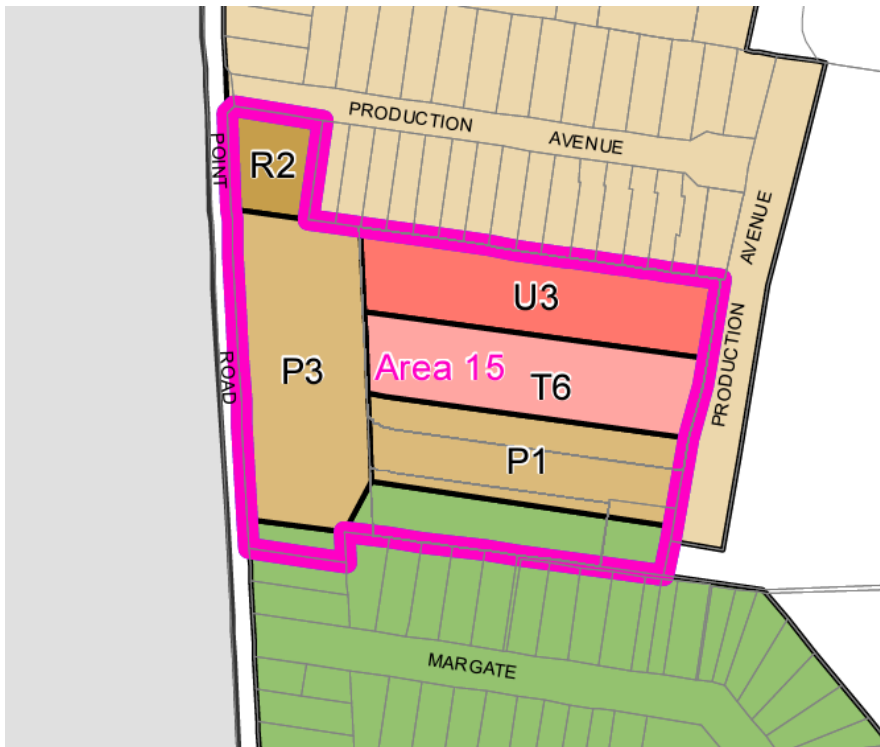 PRODUCTION
AVENUE
POINT
R2
AVENUE
U3
PRODUCTION
Area 15
P3
T6
ROAD
P1
MARGATE